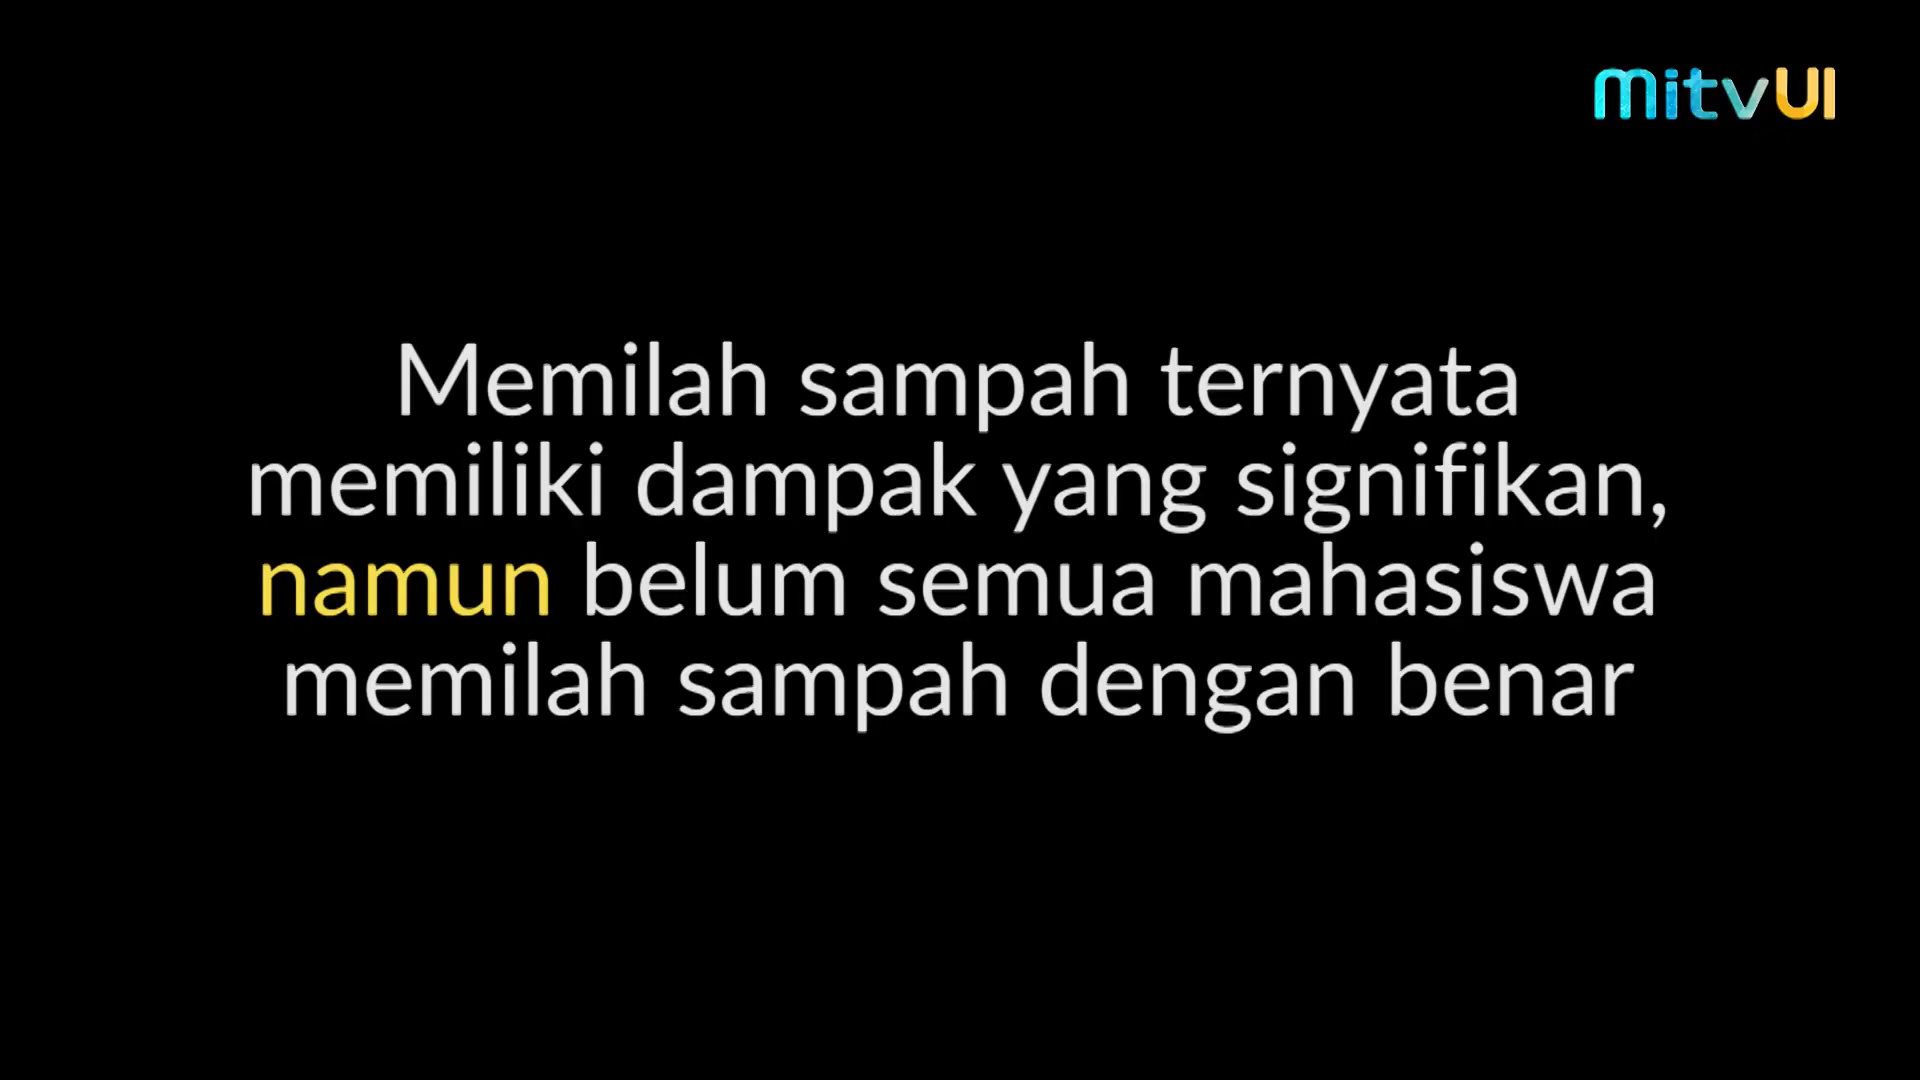 mitvUI
Memilah sampah ternyata
memiliki dampak yang signifikan,
namun belum semua mahasiswa
memilah sampah dengan benar